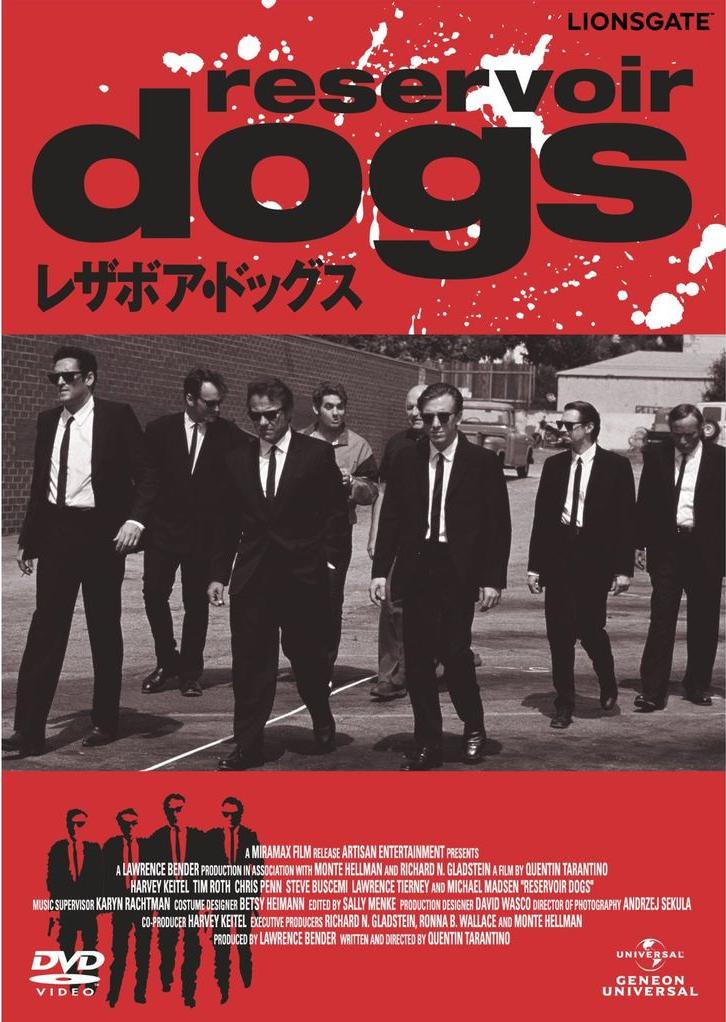 LIONSGATE
reservoir
dogs
レザボア・ドッグス
A MIRAMAX FILM RELEASE ARTISAN ENTERTAINMENT PRESENTS
A LAWRENCE BENDER PRODUCTION IN ASSOCIATION WITH MONTE HELLMAN AND RICHARD N. GLADSTEIN A FILM BY QUENTIN TARANTINO
HARVEY KEITEL TIM ROTH CHRIS PENN STEVE BUSCEMI LAWRENCE TIERNEY AND MICHAEL MADSEN "RESERVOIR DOGS"
MUSIC SUPERVISOR KARYN RACHTMAN COSTUME DESIGNER BETSY HEIMANN EDITED BY SALLY MENKE PRODUCTION DESIGNER DAVID WASCO DIRECTOR OF PHOTOGRAPHY ANDRZEJ SEKULA
CO-PRODUCER HARVEY KEITEL EXECUTIVE PRODUCERS RICHARD N. GLADSTEIN, RONNA B. WALLACE AND MONTE HELLMAN
PRODUCED BY LAWRENCE BENDER WRITTEN AND DIRECTED BY QUENTIN TARANTINO
DVD
VIDEO
UNIVERSAL
GENEON
UNIVERSAL